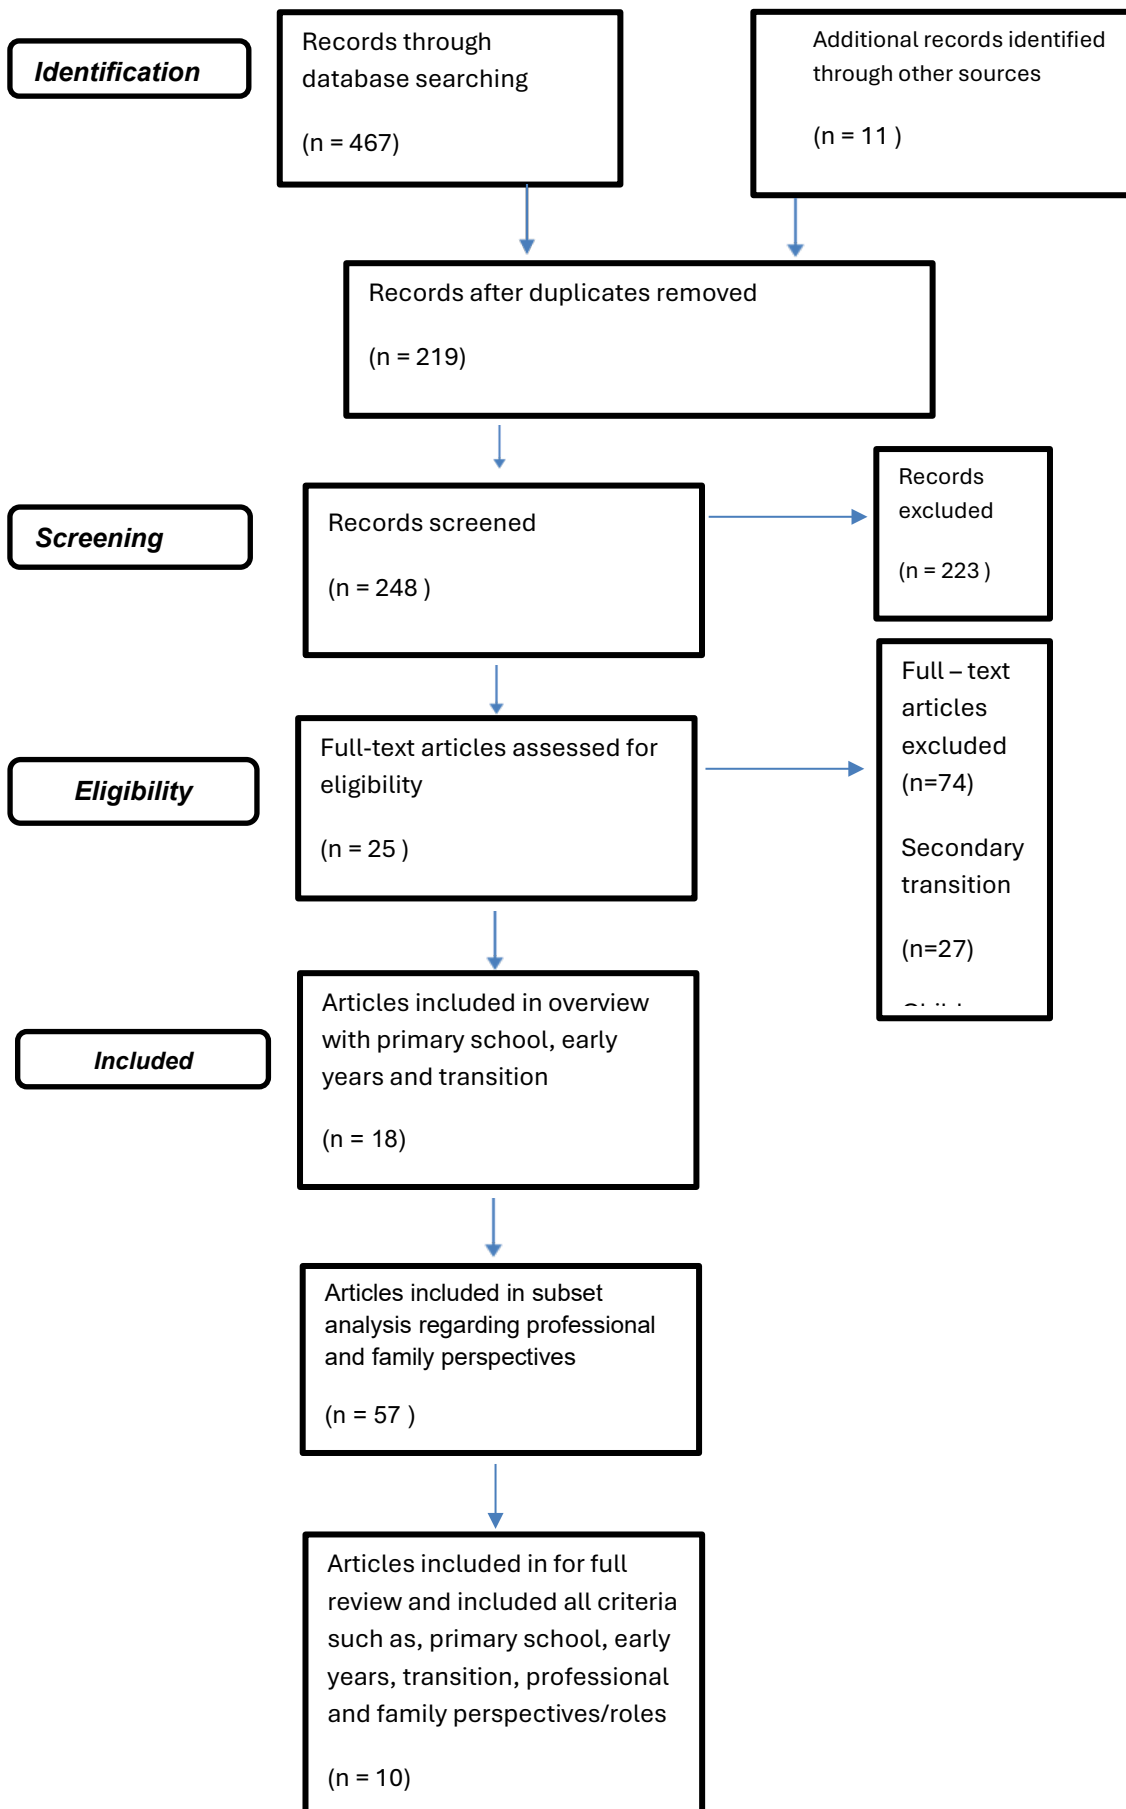 Identification
Records through
database searching
(n = 467)
Additional records identified
through other sources
(n = 11 )
Records after duplicates removed
(n = 219)
Screening
Records screened
(n = 248 )
Records
excluded
(n = 223 )
Eligibility
Full-text articles assessed for
eligibility
(n = 25 )
Full – text
articles
excluded
(n=74)
Secondary
transition
(n=27)
Included
Articles included in overview
with primary school, early
years and transition
(n = 18)
Articles included in subset
analysis regarding professional
and family perspectives
(n = 57 )
Articles included in for full
review and included all criteria
such as, primary school, early
years, transition, professional
and family perspectives/roles
(n = 10)